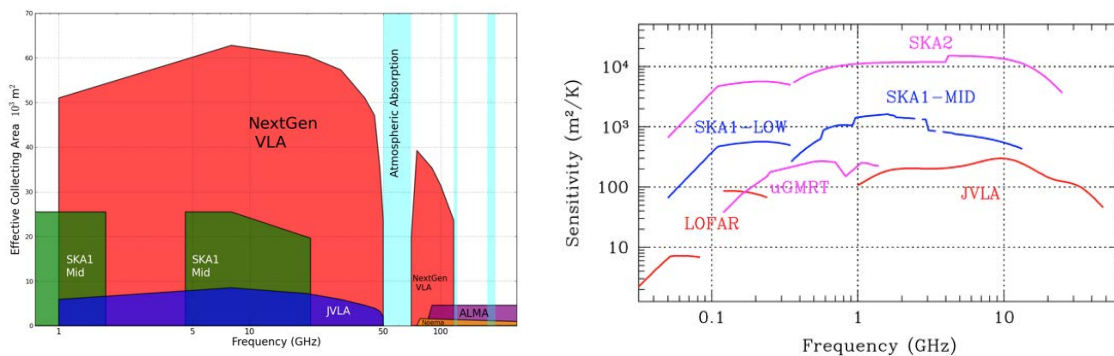 Effective Collecting Area 10³ m²
70
60
50
40
30
20
10
0
NextGen
VLA
Atmospheric Absorption
SKA1
Mid
SKA1
Mid
NextGen
VLA
JVLA
ALMA
Noema
1
10
50
100
Frequency (GHz)
Sensitivity (m²/K)
10⁴
10³
100
10
SKA2
SKA1-MID
SKA1-LOW
uGMRT
JVLA
LOFAR
0.1
1
10
Frequency (GHz)